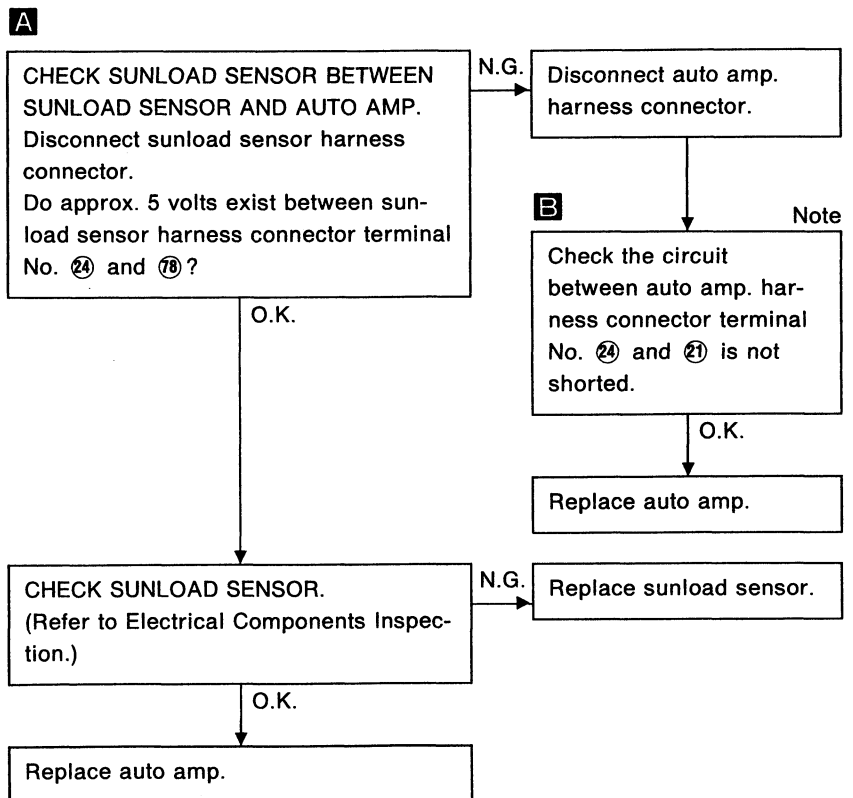 A
CHECK SUNLOAD SENSOR BETWEEN
SUNLOAD SENSOR AND AUTO AMP.
Disconnect sunload sensor harness
connector.
Do approx. 5 volts exist between sun-
load sensor harness connector terminal
No. ㉔ and 78 ?
N.G.
Disconnect auto amp.
harness connector.
B
Note
Check the circuit
between auto amp. har-
ness connector terminal
No. ㉔ and ㉑ is not
shorted.
O.K.
O.K.
Replace auto amp.
CHECK SUNLOAD SENSOR.
(Refer to Electrical Components Inspec-
tion.)
N.G.
Replace sunload sensor.
O.K.
Replace auto amp.